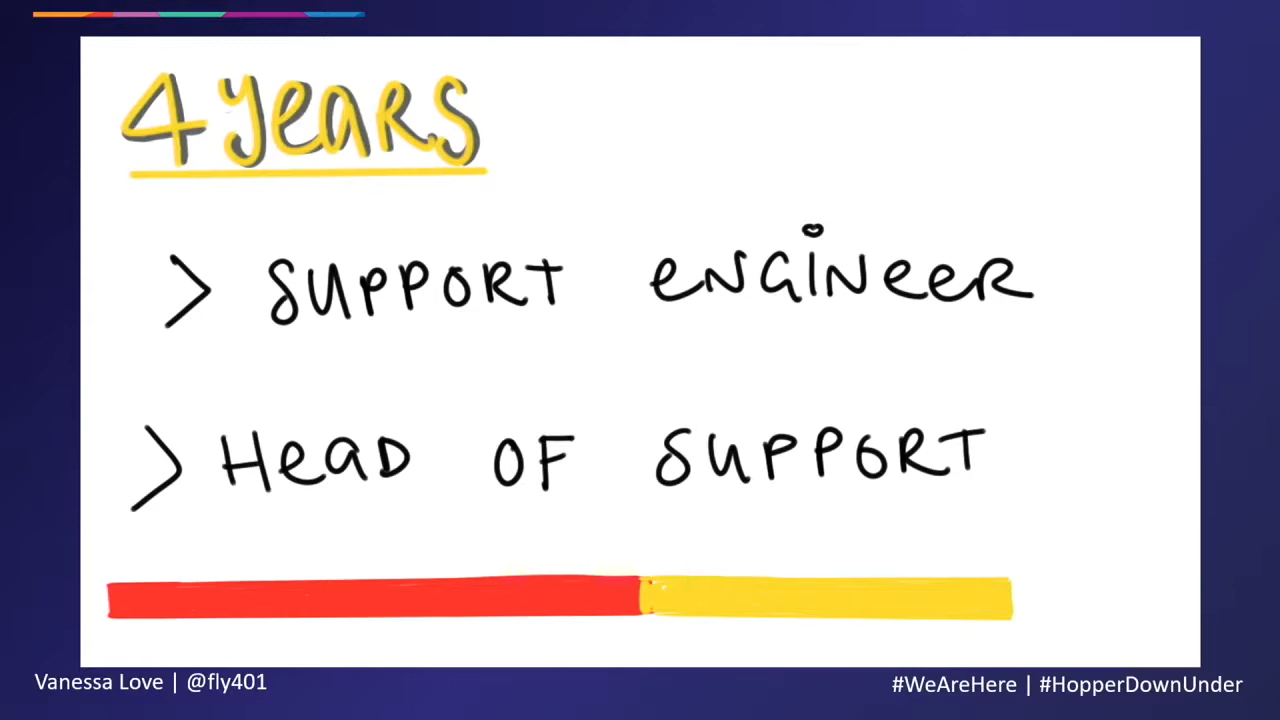 4 years
> Support engineer
> Head of Support
Vanessa Love | @fly401
#WeAreHere | #HopperDownUnder